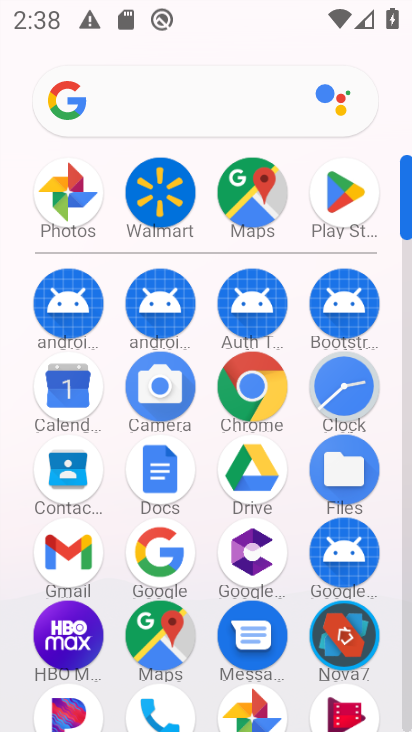 2:38
Photos Walmart Maps Play St...
androi... androi... Auth T... Bootstr...
Calend... Camera Chrome Clock
Contac... Docs Drive Files
Gmail Google Google... Google...
HBO M... Maps Messa... Nova7